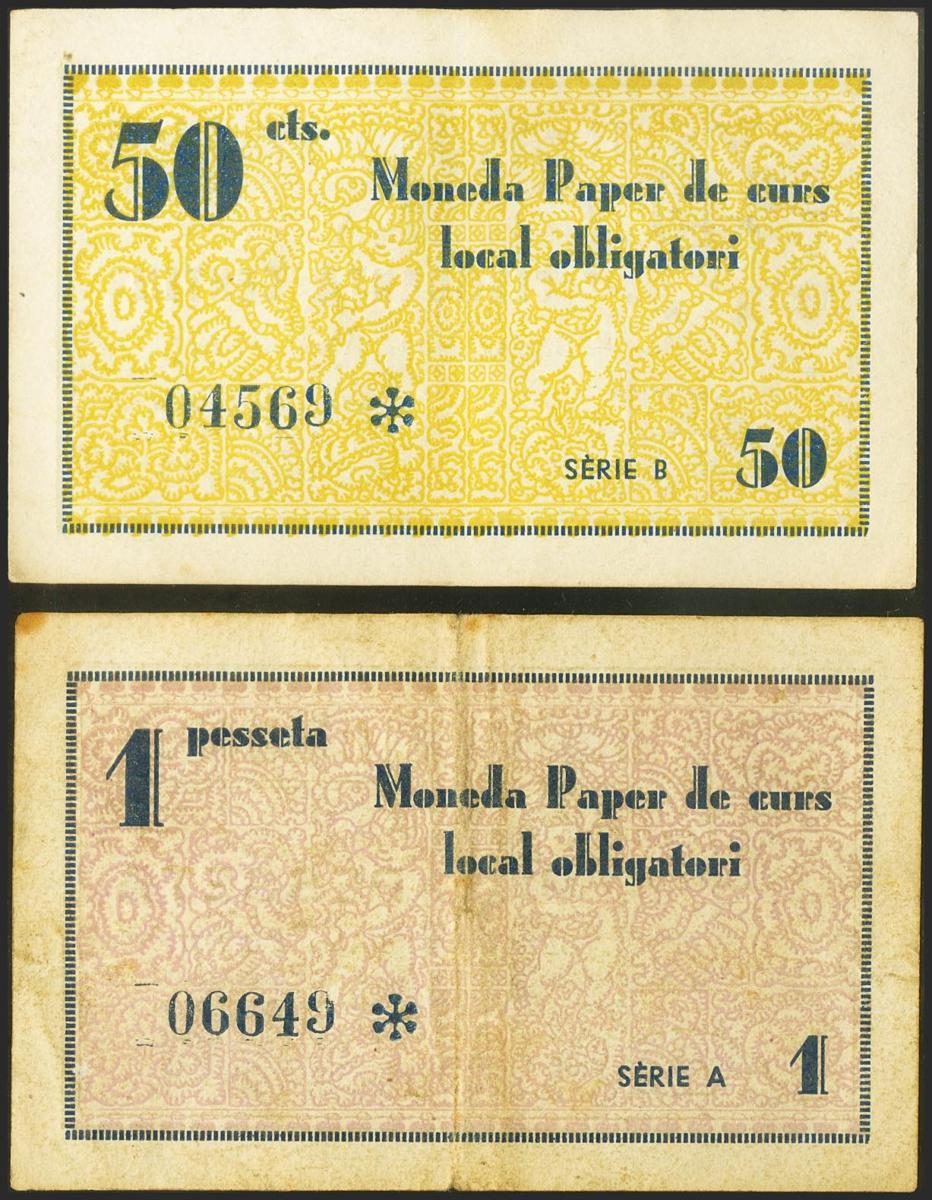 50 cts.
Moneda Paper de curs
local obligatori
04569 *
SÈRIE B 50
1 pesseta
Moneda Paper de curs
local obligatori
06649 *
SÈRIE A 1